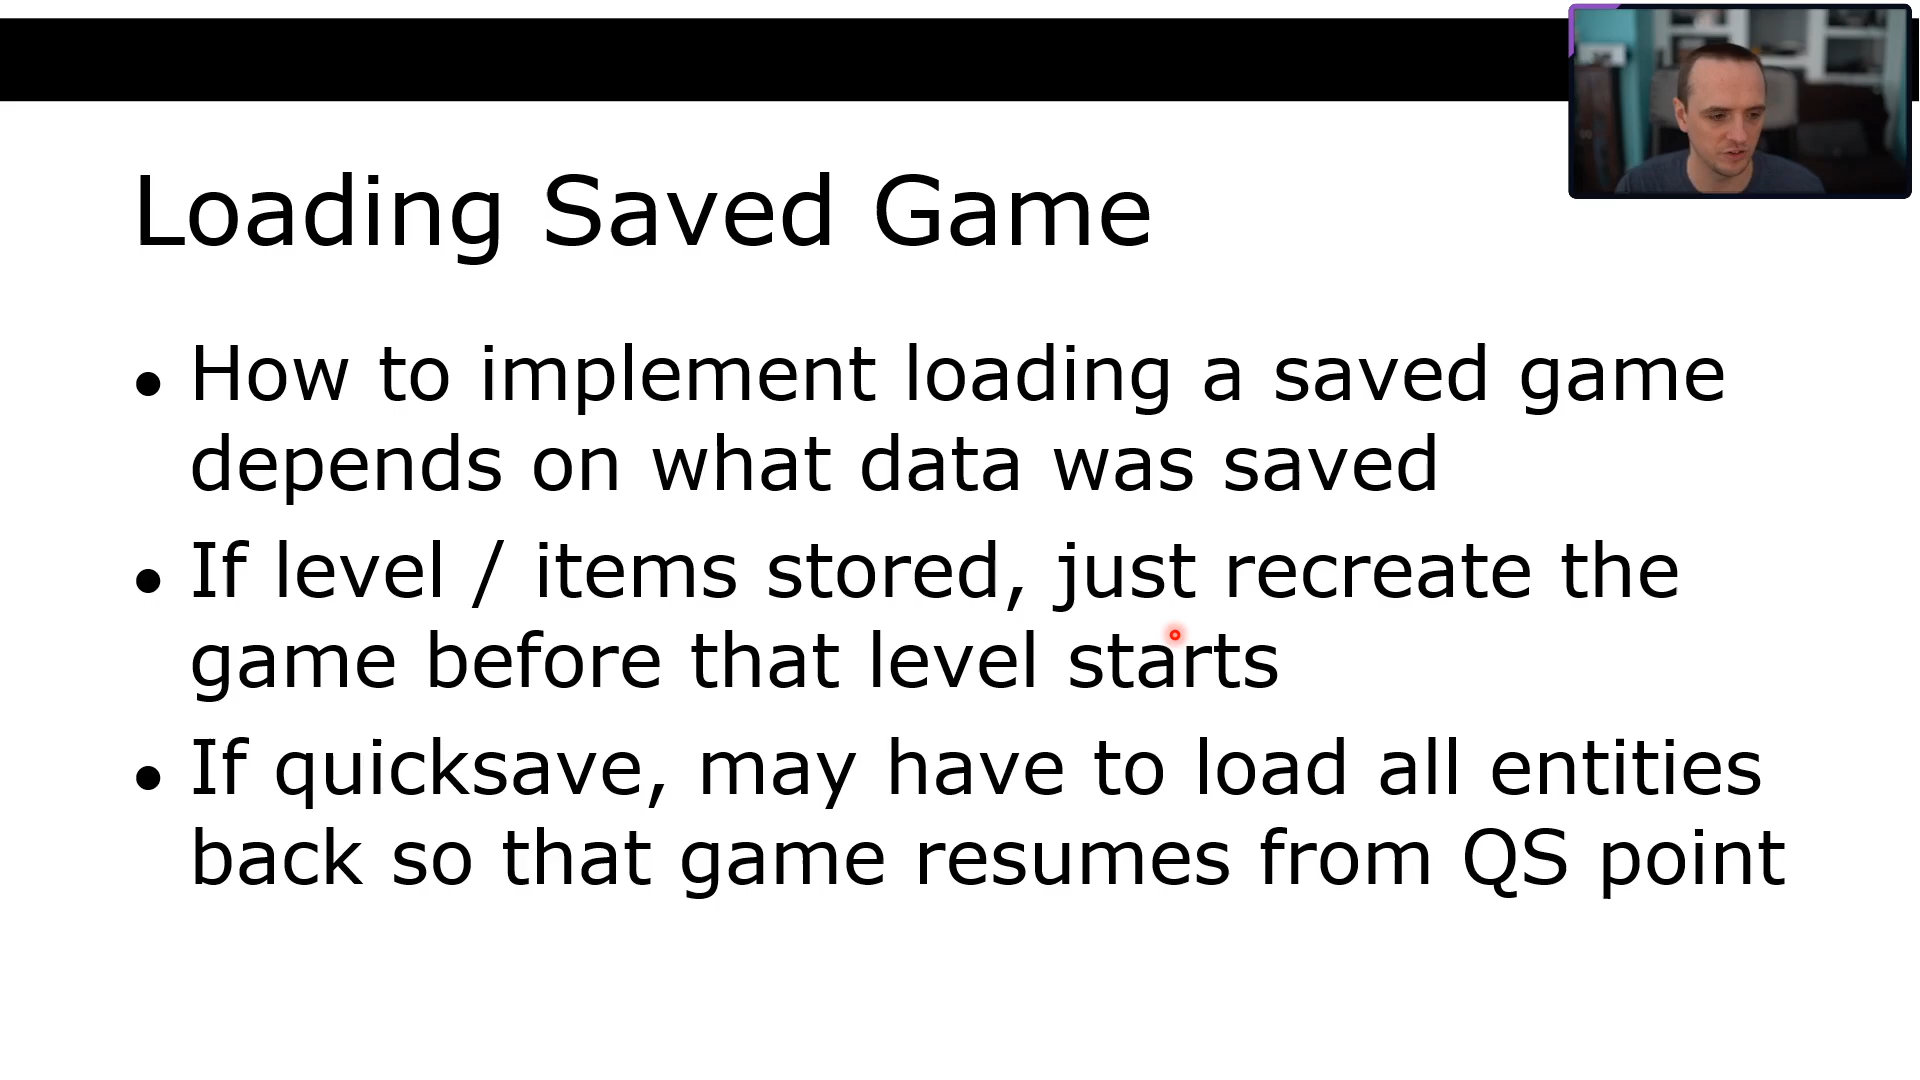 Loading Saved Game
• How to implement loading a saved game
depends on what data was saved
• If level / items stored, just recreate the
game before that level starts
• If quicksave, may have to load all entities
back so that game resumes from QS point